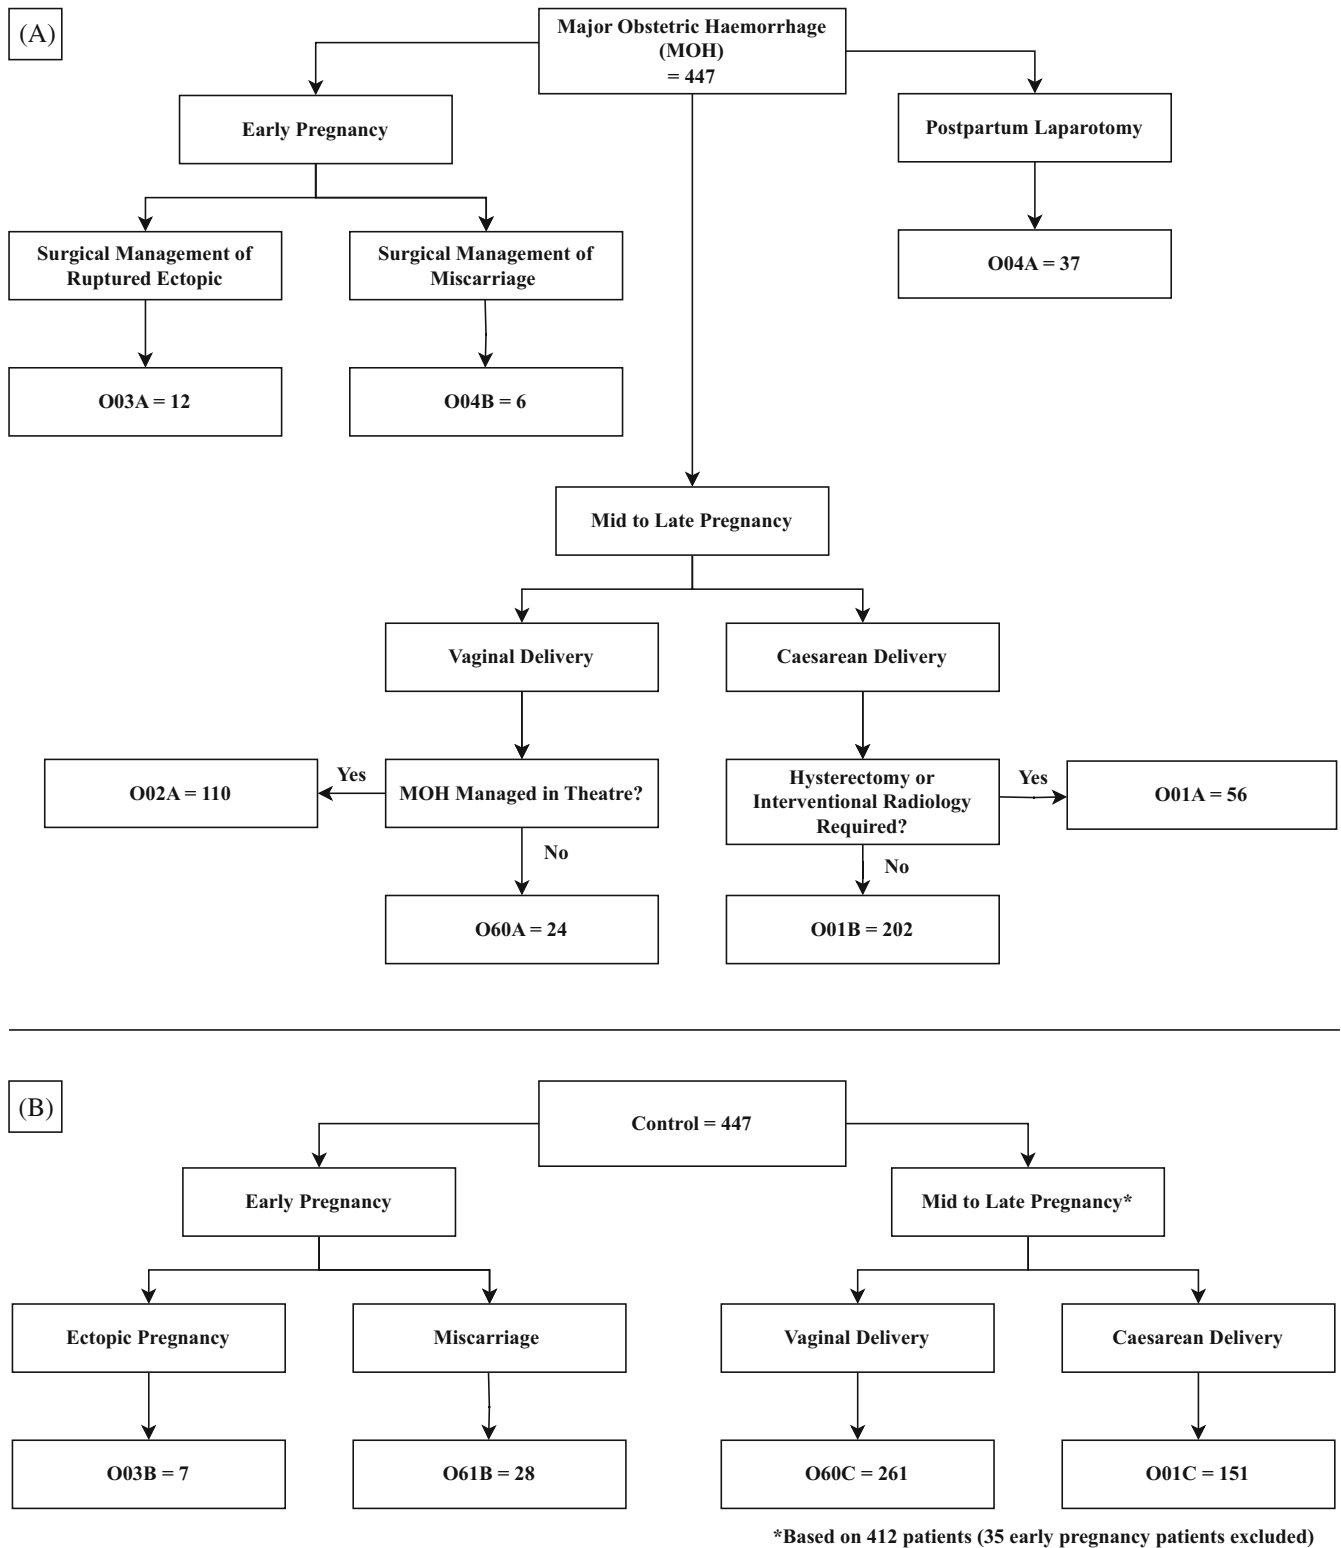 (A)
Major Obstetric Haemorrhage
(MOH)
= 447
Early Pregnancy
Postpartum Laparotomy
Surgical Management of
Ruptured Ectopic
Surgical Management of
Miscarriage
O04A = 37
O03A = 12
O04B = 6
Mid to Late Pregnancy
Vaginal Delivery
Caesarean Delivery
O02A = 110
Yes
MOH Managed in Theatre?
Hysterectomy or
Interventional Radiology
Required?
Yes
O01A = 56
No
No
O60A = 24
O01B = 202
(B)
Control = 447
Early Pregnancy
Mid to Late Pregnancy*
Ectopic Pregnancy
Miscarriage
Vaginal Delivery
Caesarean Delivery
O03B = 7
O61B = 28
O60C = 261
O01C = 151
*Based on 412 patients (35 early pregnancy patients excluded)